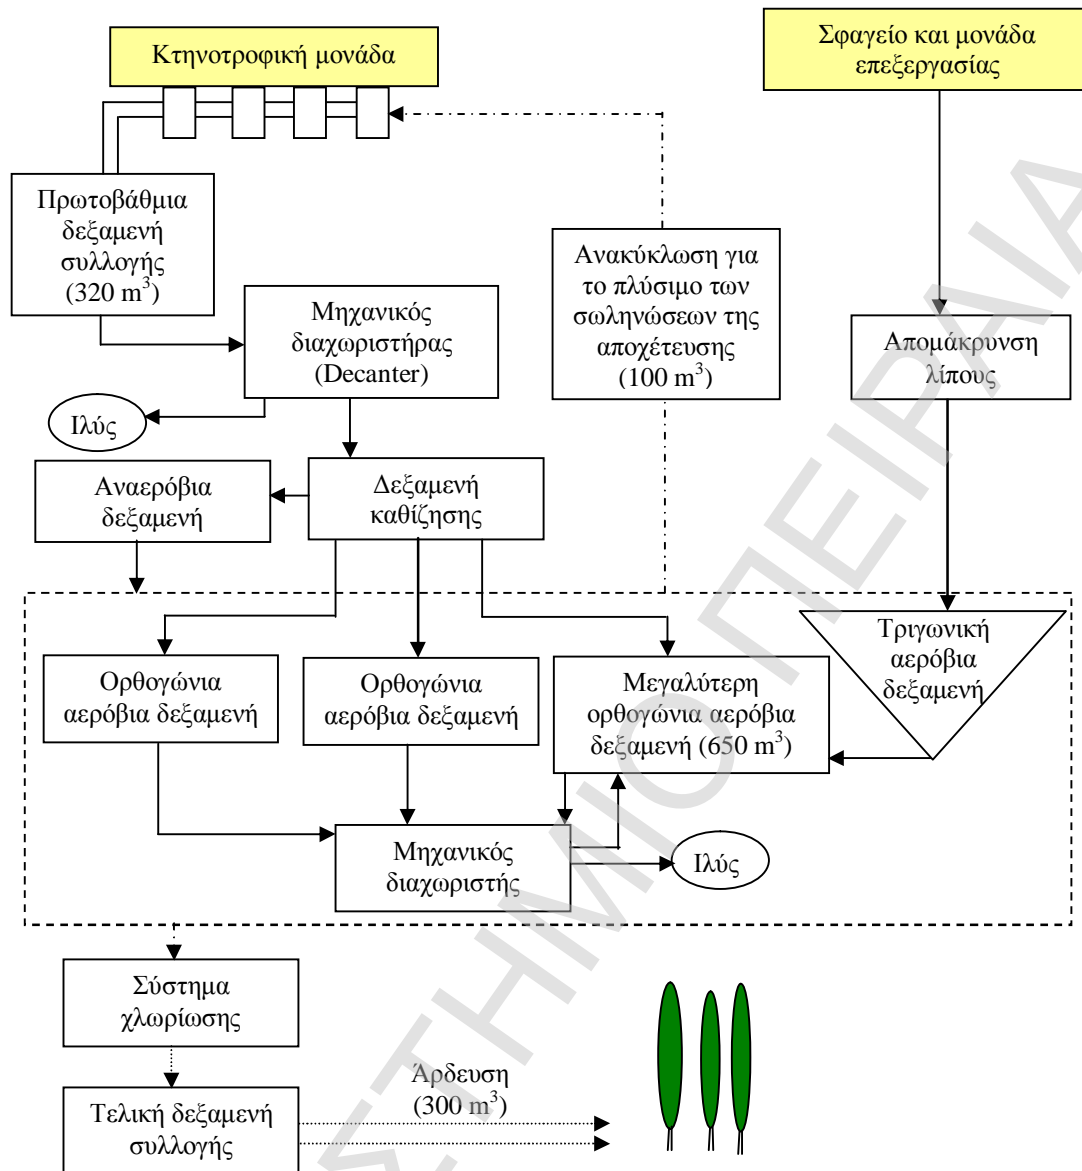 Κτηνοτροφική μονάδα
Σφαγείο και μονάδα
επεξεργασίας
Πρωτοβάθμια
δεξαμενή
συλλογής
(320 m³)
Μηχανικός
διαχωριστήρας
(Decanter)
Ανακύκλωση για
το πλύσιμο των
σωληνώσεων της
αποχέτευσης
(100 m³)
Απομάκρυνση
λίπους
Ιλύς
Αναερόβια
δεξαμενή
Δεξαμενή
καθίζησης
Ορθογώνια
αερόβια δεξαμενή
Ορθογώνια
αερόβια δεξαμενή
Μεγαλύτερη
ορθογώνια αερόβια
δεξαμενή (650 m³)
Τριγωνική
αερόβια
δεξαμενή
Μηχανικός
διαχωριστής
Ιλύς
Σύστημα
χλωρίωσης
Τελική δεξαμενή
συλλογής
Άρδευση
(300 m³)
ΣΤΗΜΙΟ ΠΕΙΡΑΙΑ